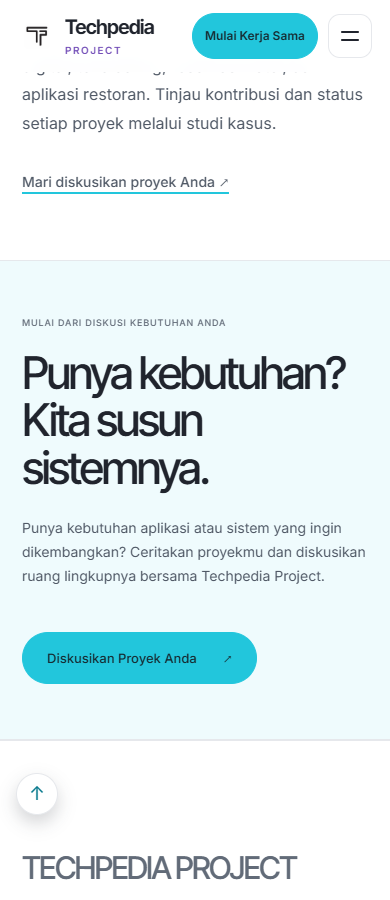 Techpedia
PROJECT
Mulai Kerja Sama
aplikasi restoran. Tinjau kontribusi dan status
setiap proyek melalui studi kasus.
Mari diskusikan proyek Anda ↗
MULAI DARI DISKUSI KEBUTUHAN ANDA
Punya kebutuhan?
Kita susun
sistemnya.
Punya kebutuhan aplikasi atau sistem yang ingin
dikembangkan? Ceritakan proyekmu dan diskusikan
ruang lingkupnya bersama Techpedia Project.
Diskusikan Proyek Anda ↗
TECHPEDIA PROJECT